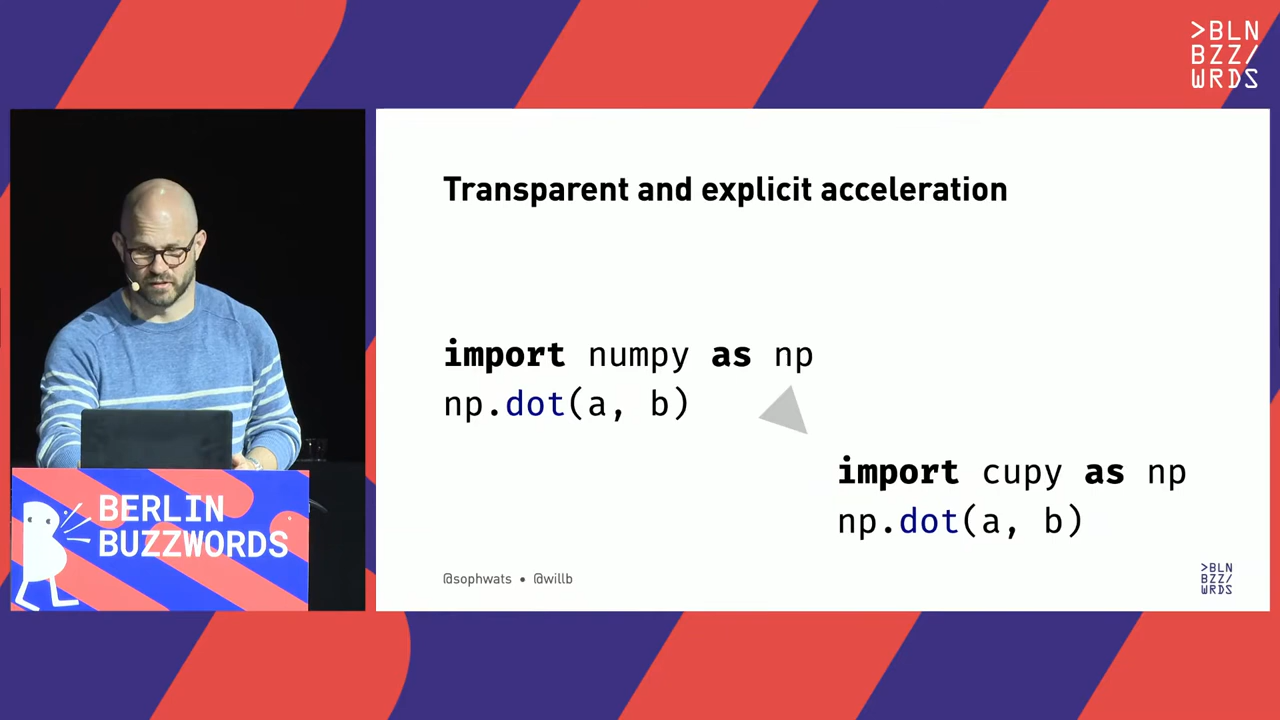 >BLN
BZZ/
WRDS
Transparent and explicit acceleration
import numpy as np
np.dot(a, b)
import cupy as np
np.dot(a, b)
@sophwats • @willb
>BLN
BZZ/
WRDS
BERLIN
BUZZWORDS